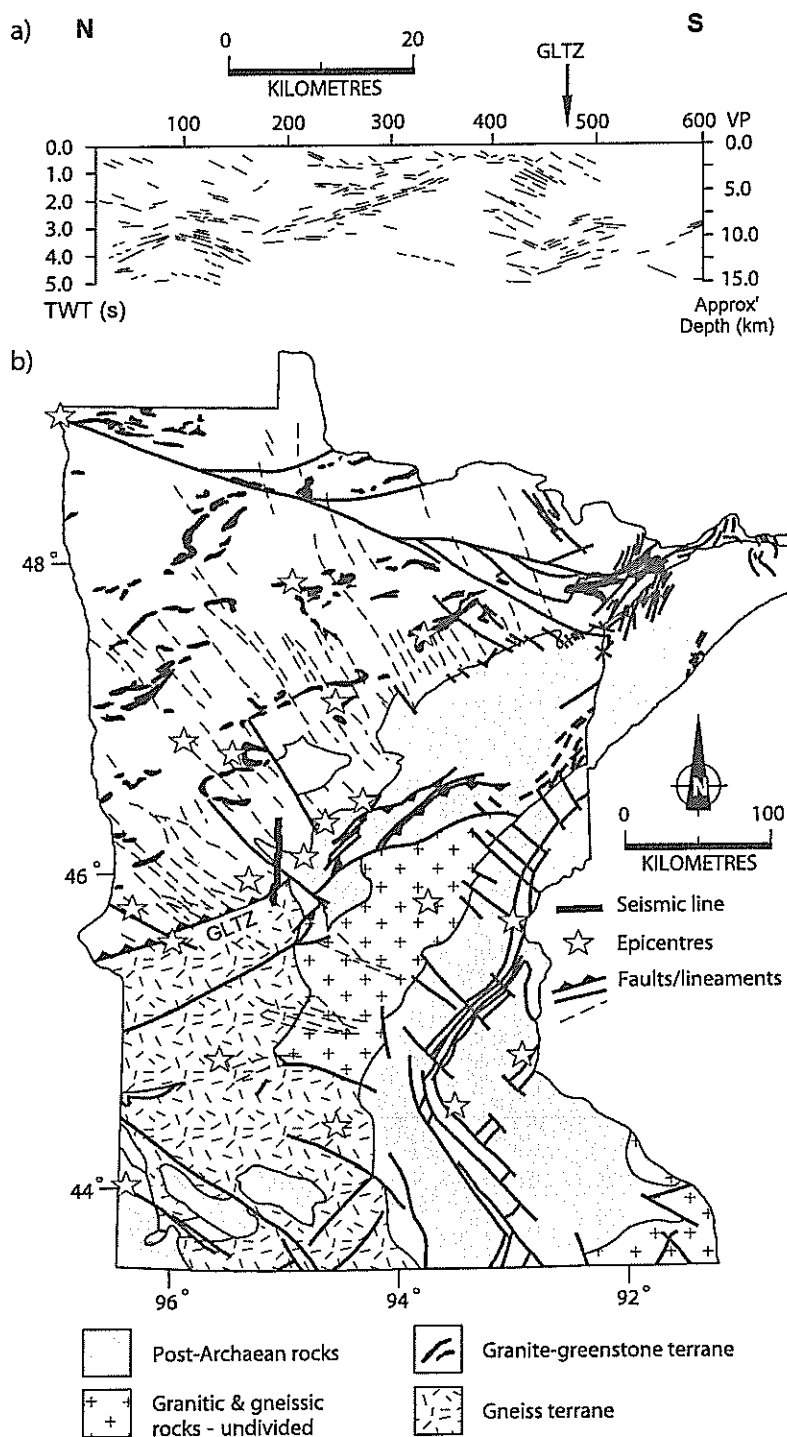 a) N S
0 20
KILOMETRES
GLTZ
100 200 300 400 500 VP 600
0.0 0.0
1.0
2.0 5.0
3.0
4.0 10.0
5.0 15.0
TWT (s)
Approx'
Depth (km)
b)
48°
N
0 100
KILOMETRES
46°
Seismic line
GLTZ
Epicentres
Faults/lineaments
44°
96° 94° 92°
Post-Archaean rocks
Granite-greenstone terrane
Granitic & gneissic
rocks - undivided
Gneiss terrane